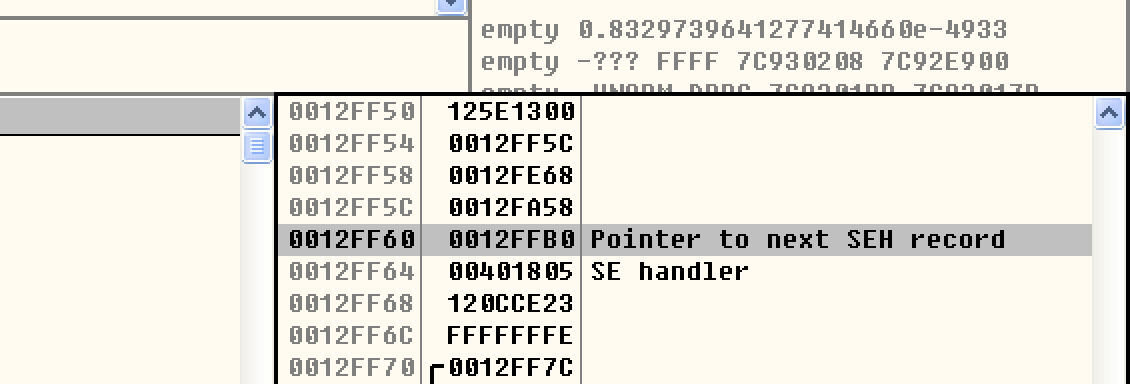 empty 0.8329739641277414660e-4933
empty -??? FFFF 7C930208 7C92E900
0012FF50 125E1300
0012FF54 0012FF5C
0012FF58 0012FE68
0012FF5C 0012FA58
0012FF60 0012FFB0 Pointer to next SEH record
0012FF64 00401805 SE handler
0012FF68 120CCE23
0012FF6C FFFFFFFE
0012FF70 0012FF7C